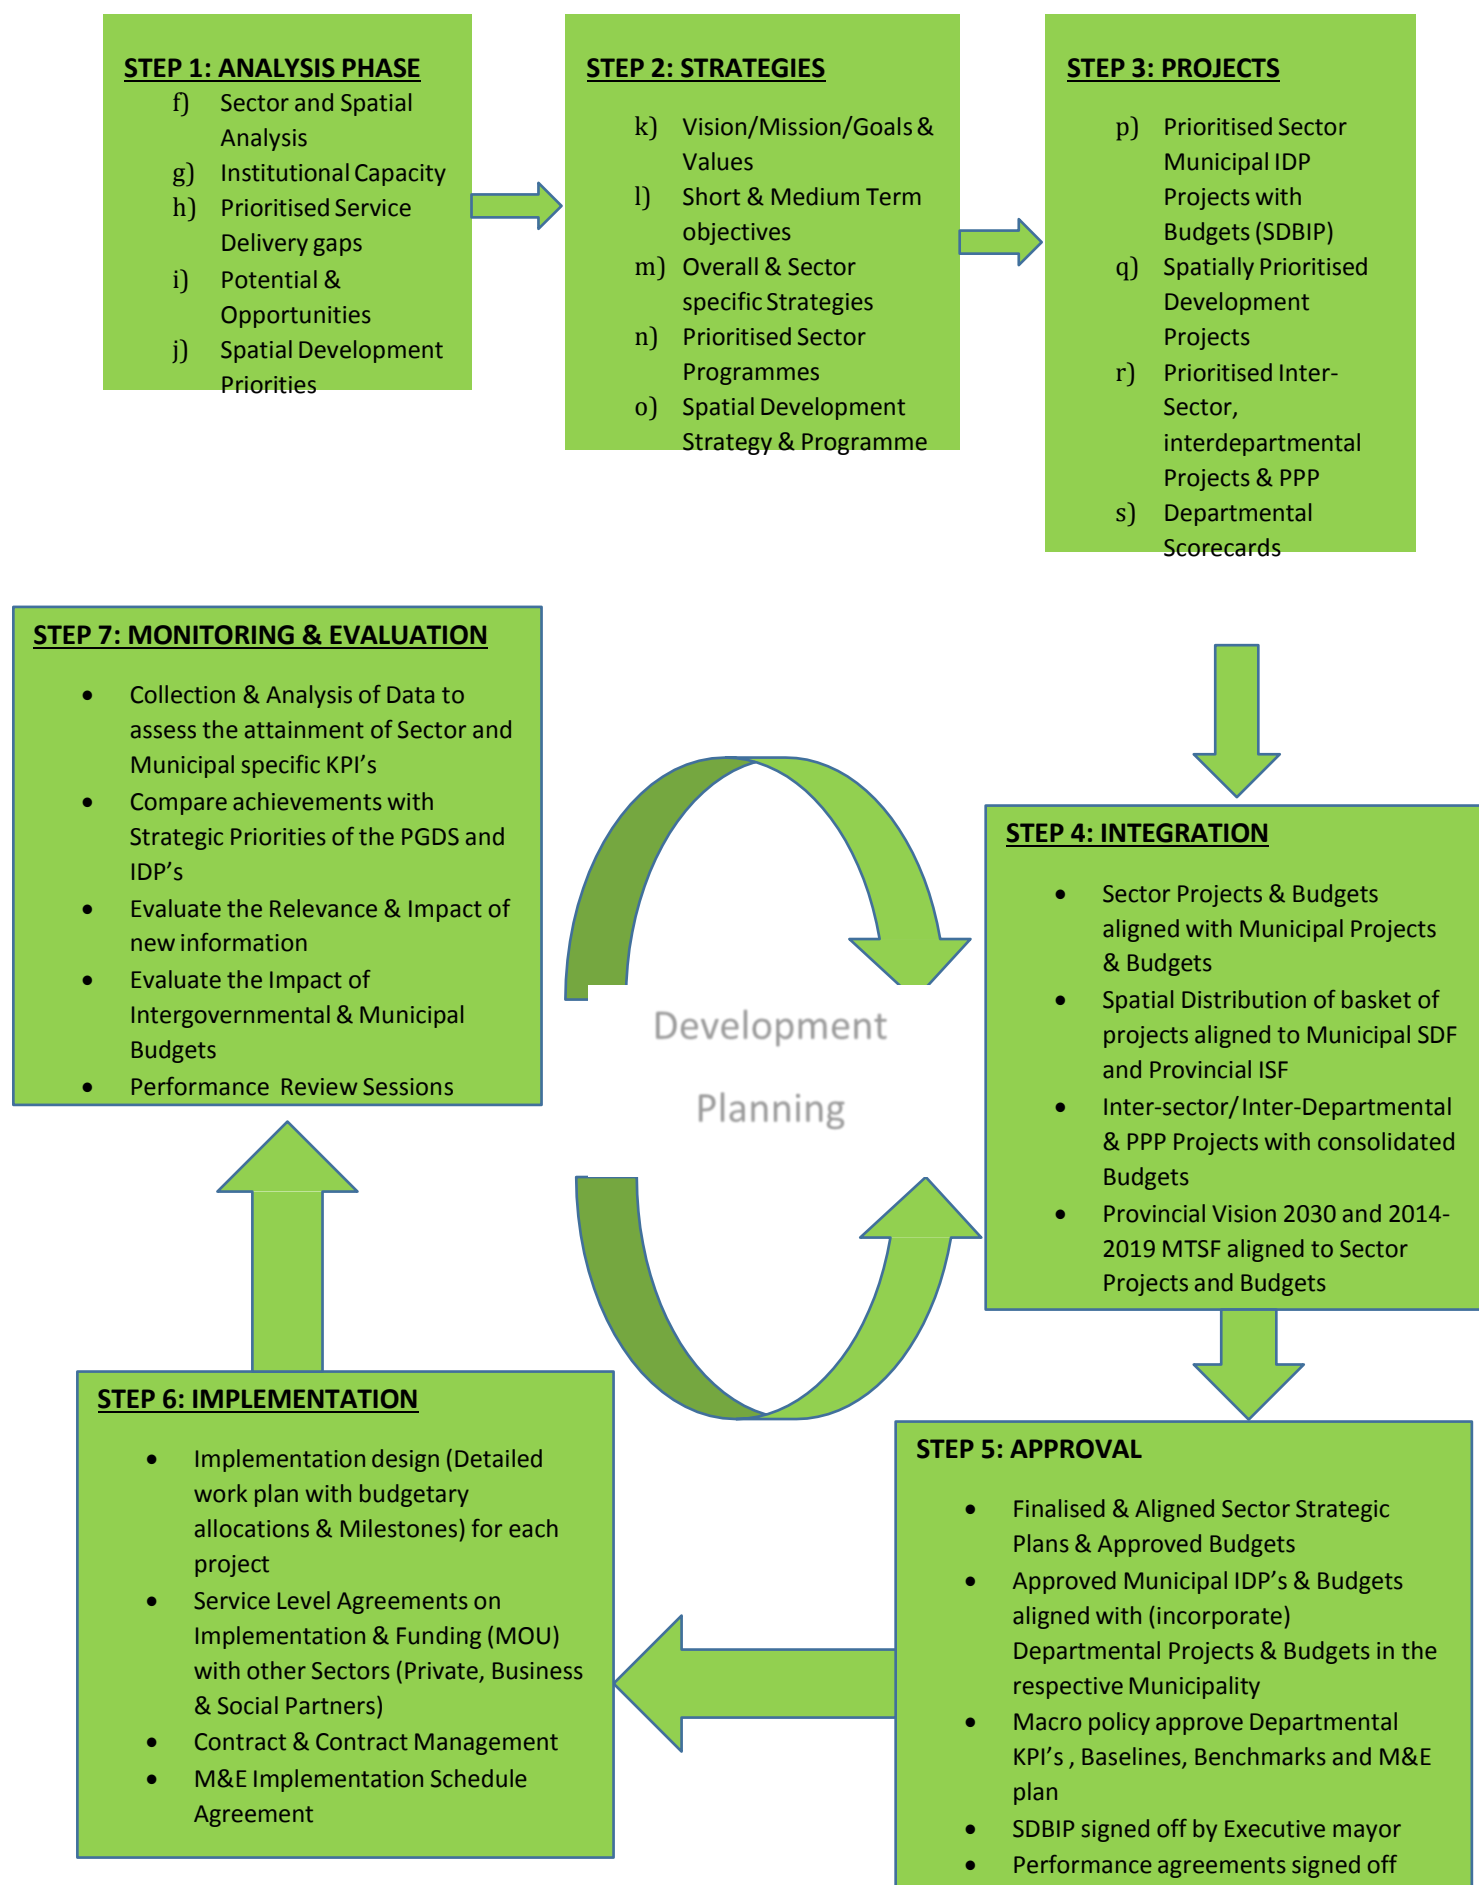 STEP 1: ANALYSIS PHASE
f) Sector and Spatial
Analysis
g) Institutional Capacity
h) Prioritised Service
Delivery gaps
i) Potential &
Opportunities
j) Spatial Development
Priorities
STEP 2: STRATEGIES
k) Vision/Mission/Goals &
Values
l) Short & Medium Term
objectives
m) Overall & Sector
specific Strategies
n) Prioritised Sector
Programmes
o) Spatial Development
Strategy & Programme
STEP 3: PROJECTS
p) Prioritised Sector
Municipal IDP
Projects with
Budgets (SDBIP)
q) Spatially Prioritised
Development
Projects
r) Prioritised Inter-
Sector,
interdepartmental
Projects & PPP
s) Departmental
Scorecards
STEP 7: MONITORING & EVALUATION
• Collection & Analysis of Data to
assess the attainment of Sector and
Municipal specific KPI’s
• Compare achievements with
Strategic Priorities of the PGDS and
IDP’s
• Evaluate the Relevance & Impact of
new information
• Evaluate the Impact of
Intergovernmental & Municipal
Budgets
• Performance Review Sessions
Development
Planning
STEP 4: INTEGRATION
• Sector Projects & Budgets
aligned with Municipal Projects
& Budgets
• Spatial Distribution of basket of
projects aligned to Municipal SDF
and Provincial ISF
• Inter-sector/Inter-Departmental
& PPP Projects with consolidated
Budgets
• Provincial Vision 2030 and 2014-
2019 MTSF aligned to Sector
Projects and Budgets
STEP 6: IMPLEMENTATION
• Implementation design (Detailed
work plan with budgetary
allocations & Milestones) for each
project
• Service Level Agreements on
Implementation & Funding (MOU)
with other Sectors (Private, Business
& Social Partners)
• Contract & Contract Management
• M&E Implementation Schedule
Agreement
STEP 5: APPROVAL
• Finalised & Aligned Sector Strategic
Plans & Approved Budgets
• Approved Municipal IDP’s & Budgets
aligned with (incorporate)
Departmental Projects & Budgets in the
respective Municipality
• Macro policy approve Departmental
KPI’s , Baselines, Benchmarks and M&E
plan
• SDBIP signed off by Executive mayor
• Performance agreements signed off